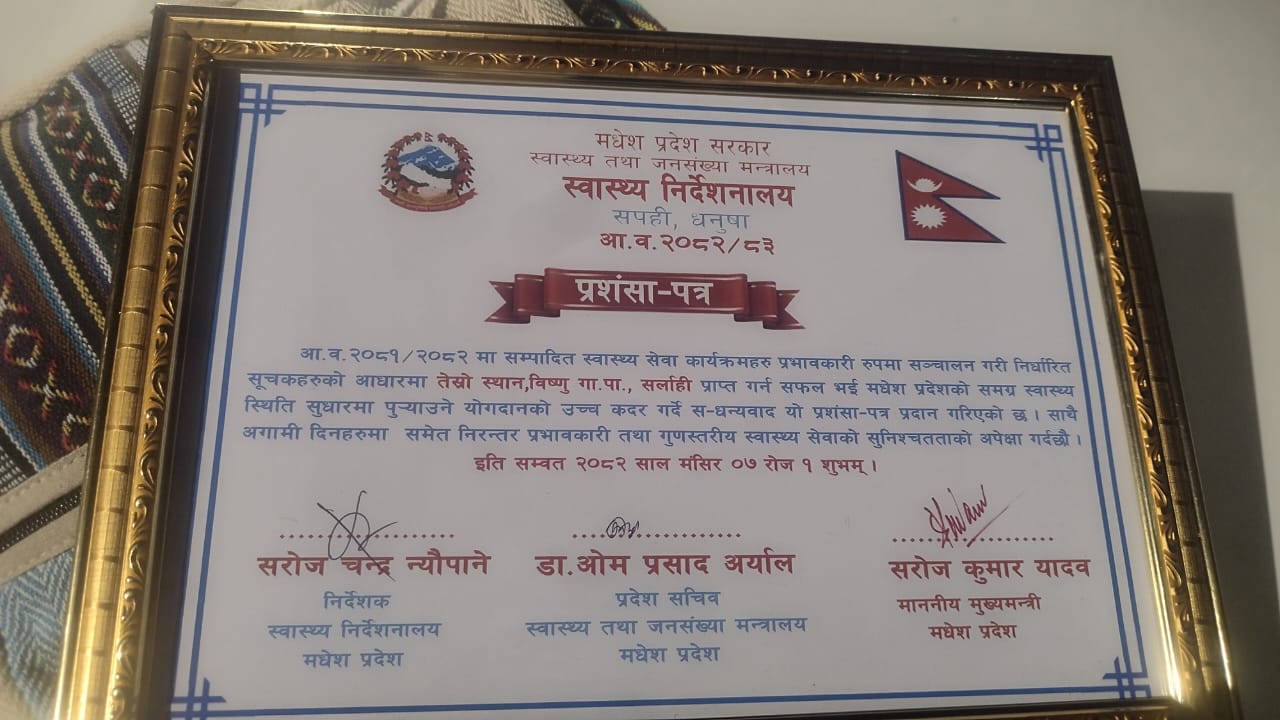 मधेश प्रदेश सरकार
स्वास्थ्य तथा जनसंख्या मन्त्रालय
स्वास्थ्य निर्देशनालय
सपही, धनुषा
आ.व.२०८२/८३
प्रशंसा-पत्र
आ.व.२०८१/२०८२ मा सम्पादित स्वास्थ्य सेवा कार्यक्रमहरु प्रभावकारी रुपमा सञ्चालन गरी निर्धारित
सूचकहरुको आधारमा तेस्रो स्थान,विष्णु गा.पा., सर्लाही प्राप्त गर्न सफल भई मधेश प्रदेशको समग्र स्वास्थ्य
स्थिति सुधारमा पुऱ्याउने योगदानको उच्च कदर गर्दै स-धन्यवाद यो प्रशंसा-पत्र प्रदान गरिएको छ । साथै
अगामी दिनहरुमा समेत निरन्तर प्रभावकारी तथा गुणस्तरीय स्वास्थ्य सेवाको सुनिश्चतताको अपेक्षा गर्दछौ ।
इति सम्वत २०८२ साल मंसिर ०७ रोज १ शुभम् ।
सरोज चन्द्र न्यौपाने
निर्देशक
स्वास्थ्य निर्देशनालय
मधेश प्रदेश
डा.ओम प्रसाद अर्याल
प्रदेश सचिव
स्वास्थ्य तथा जनसंख्या मन्त्रालय
मधेश प्रदेश
सरोज कुमार यादव
माननीय मुख्यमन्त्री
मधेश प्रदेश